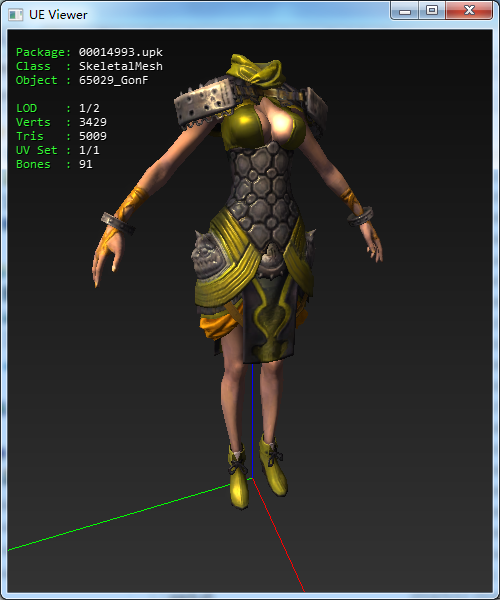 UE Viewer
Package: 00014993.upk
Class : SkeletalMesh
Object : 65029_GonF
LOD : 1/2
Verts : 3429
Tris : 5009
UV Set : 1/1
Bones : 91